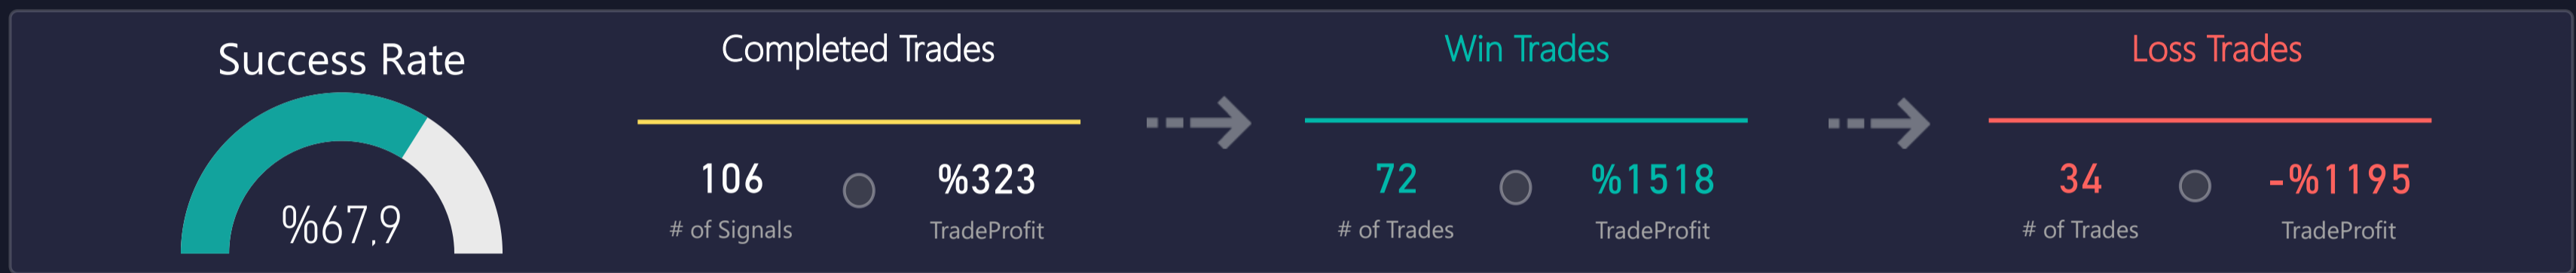 Success Rate
%67,9
Completed Trades
106 %323
# of Signals TradeProfit
Win Trades
72 %1518
# of Trades TradeProfit
Loss Trades
34 -%1195
# of Trades TradeProfit